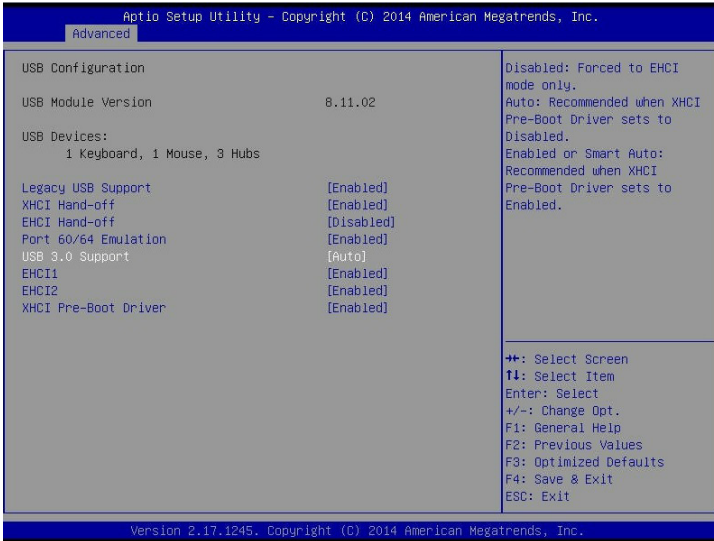 Aptio Setup Utility – Copyright (C) 2014 American Megatrends, Inc.
Advanced
USB Configuration
USB Module Version 8.11.02
USB Devices:
1 Keyboard, 1 Mouse, 3 Hubs
Legacy USB Support [Enabled]
XHCI Hand-off [Enabled]
EHCI Hand-off [Disabled]
Port 60/64 Emulation [Enabled]
USB 3.0 Support [Auto]
EHCI1 [Enabled]
EHCI2 [Enabled]
XHCI Pre-Boot Driver [Enabled]
Disabled: Forced to EHCI
mode only.
Auto: Recommended when XHCI
Pre-Boot Driver sets to
Disabled.
Enabled or Smart Auto:
Recommended when XHCI
Pre-Boot Driver sets to
Enabled.
→←: Select Screen
↑↓: Select Item
Enter: Select
+/-: Change Opt.
F1: General Help
F2: Previous Values
F3: Optimized Defaults
F4: Save & Exit
ESC: Exit
Version 2.17.1245. Copyright (C) 2014 American Megatrends, Inc.